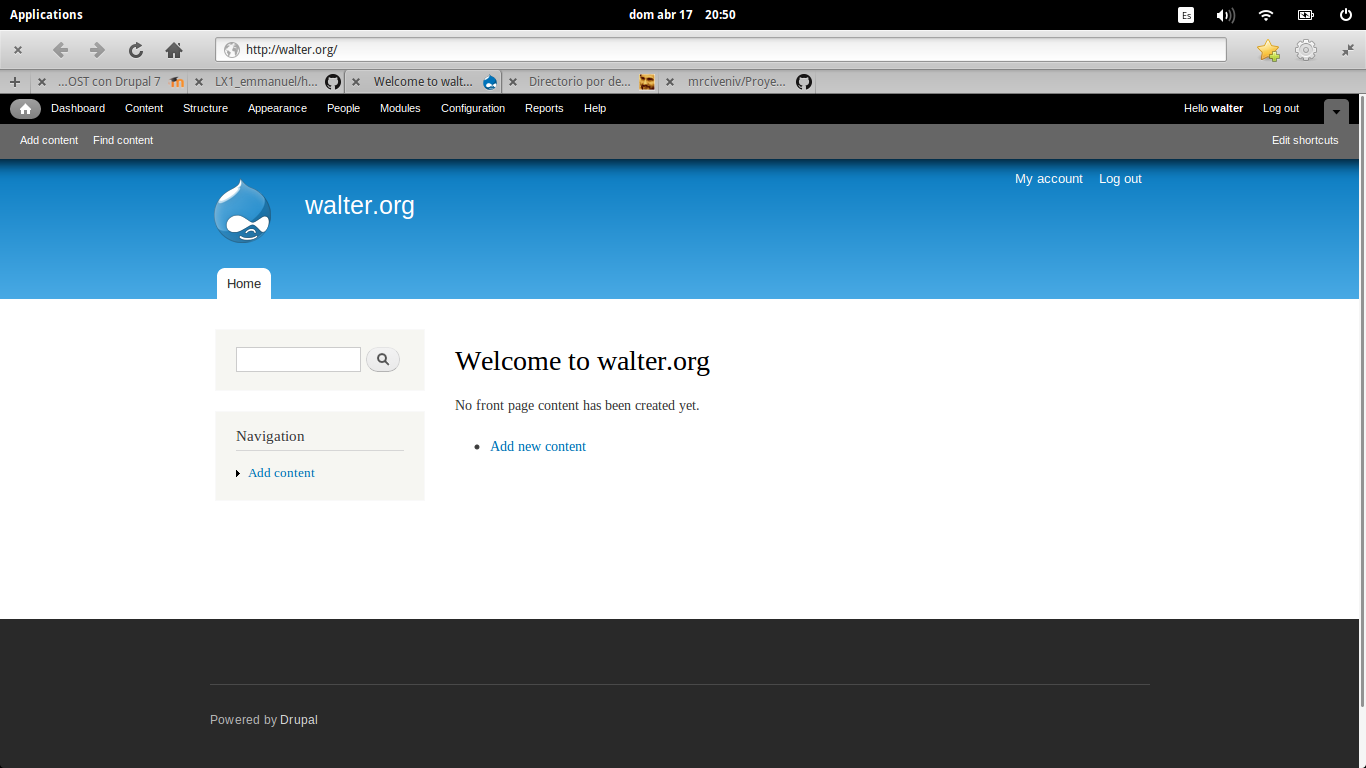 Applications dom abr 17 20:50 Es
http://walter.org/
...OST con Drupal 7 LX1_emmanuel/h... Welcome to walt... Directorio por de... mrciveniv/Proye...
Dashboard Content Structure Appearance People Modules Configuration Reports Help Hello walter Log out
Add content Find content Edit shortcuts
My account Log out
walter.org
Home
Welcome to walter.org
No front page content has been created yet.
Add new content
Navigation
Add content
Powered by Drupal